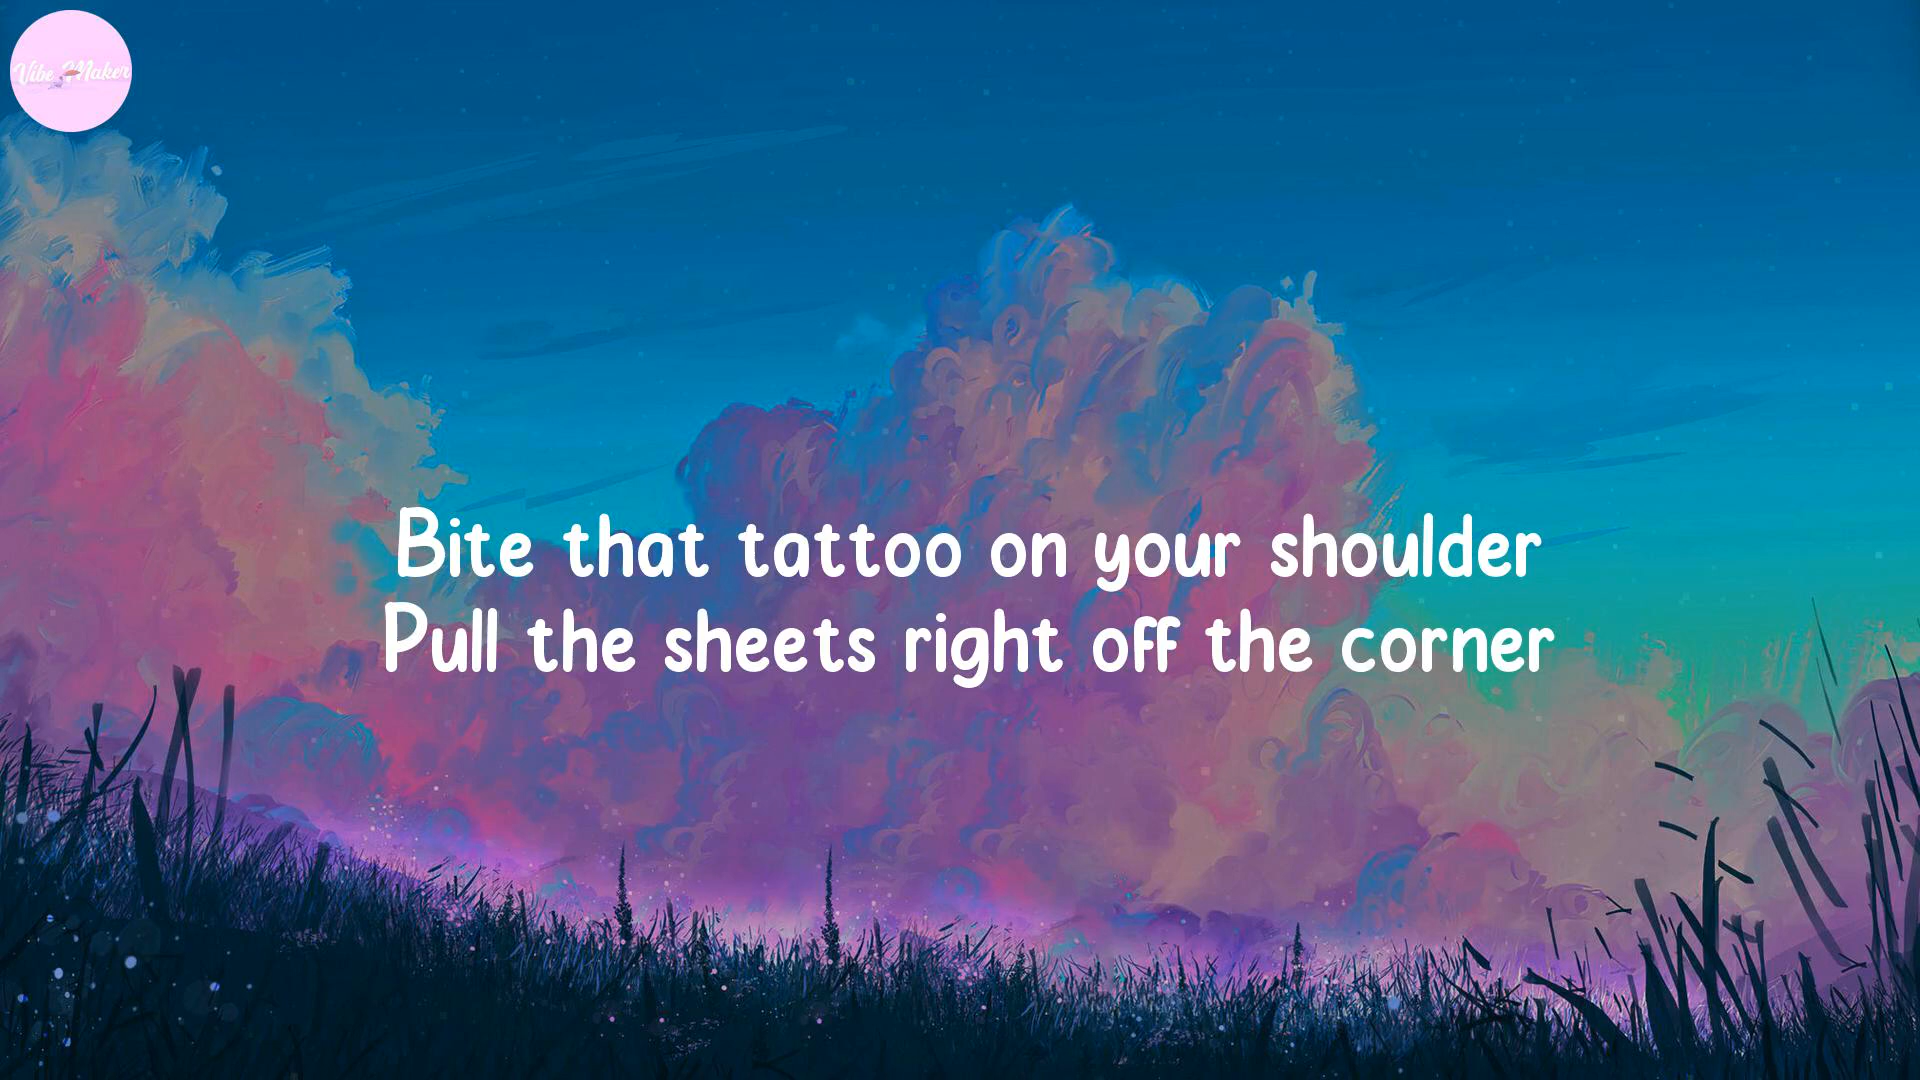 Vibe Maker
Bite that tattoo on your shoulder
Pull the sheets right off the corner